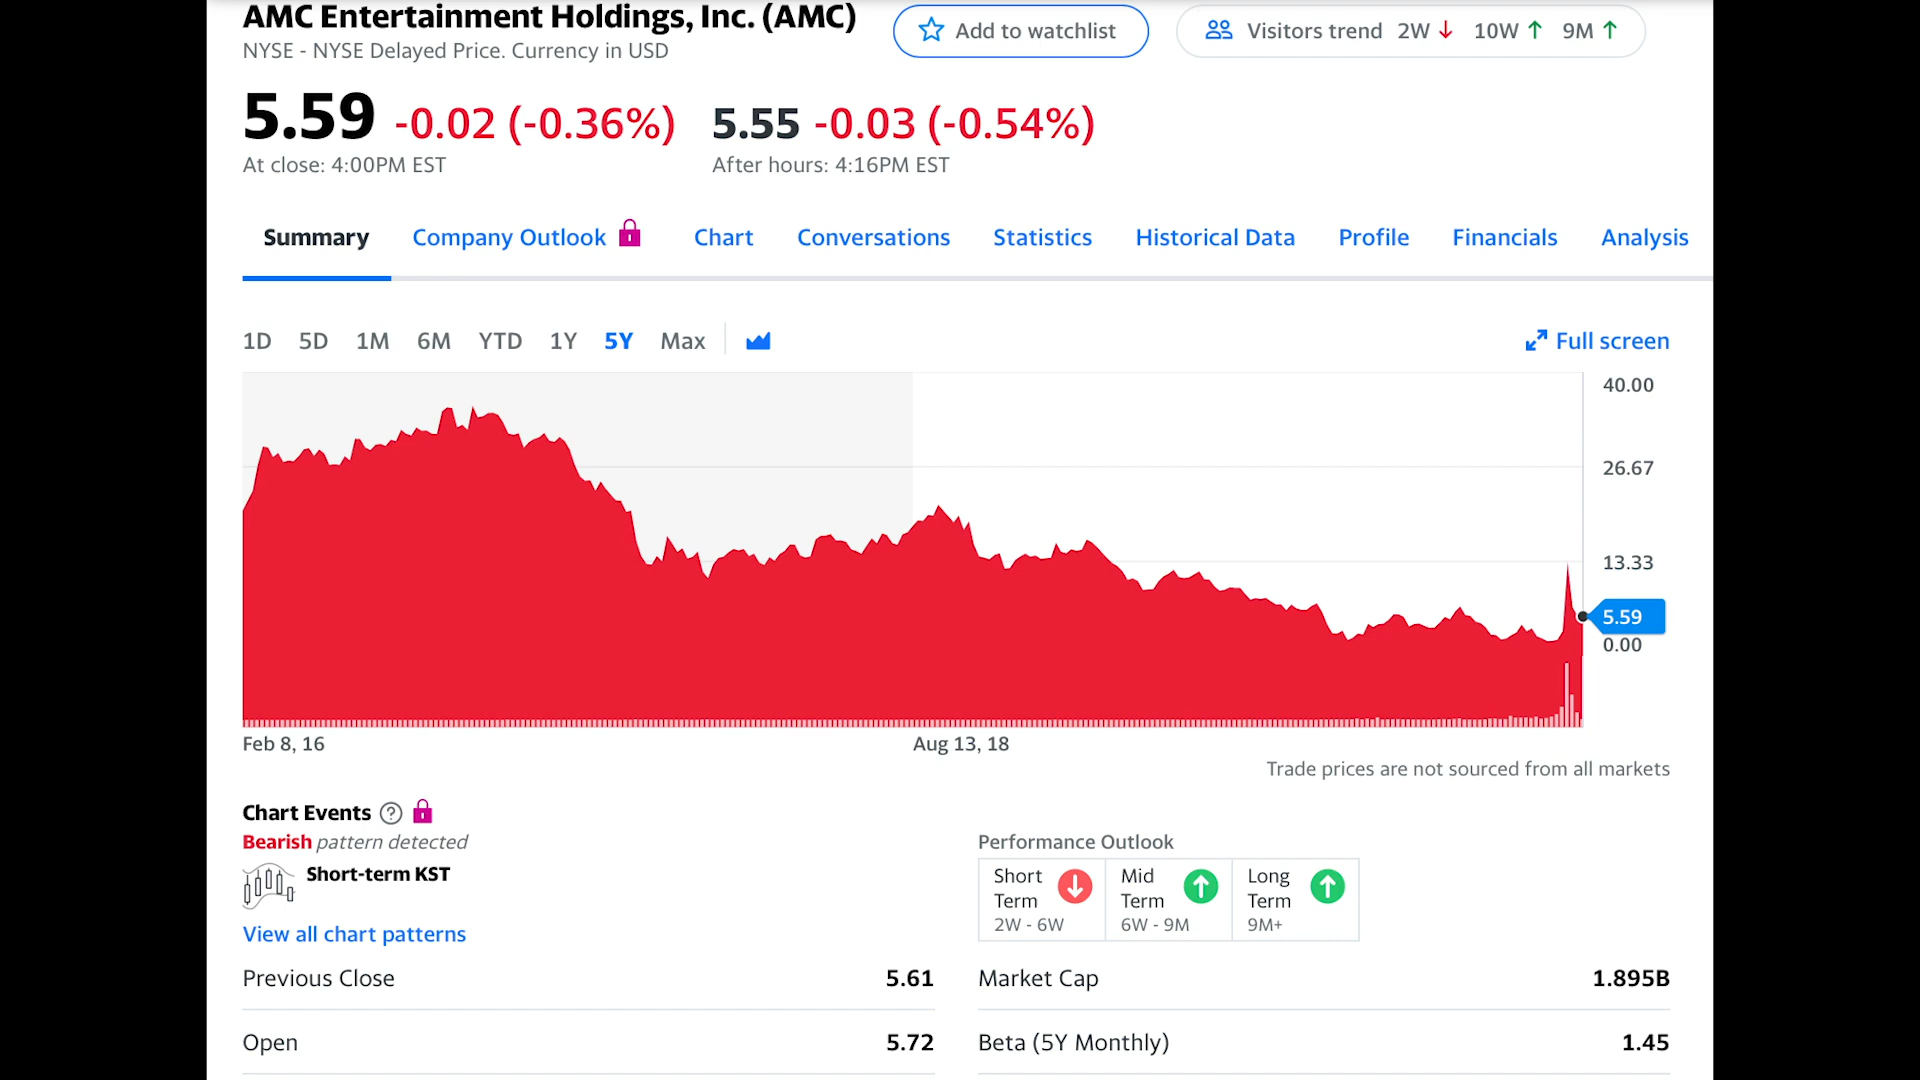 AMC Entertainment Holdings, Inc. (AMC)
NYSE - NYSE Delayed Price. Currency in USD
Add to watchlist
Visitors trend 2W ↓ 10W ↑ 9M ↑
5.59 -0.02 (-0.36%)
At close: 4:00PM EST
5.55 -0.03 (-0.54%)
After hours: 4:16PM EST
Summary Company Outlook Chart Conversations Statistics Historical Data Profile Financials Analysis
1D 5D 1M 6M YTD 1Y 5Y Max
Full screen
40.00
26.67
13.33
5.59
0.00
Feb 8, 16
Aug 13, 18
Trade prices are not sourced from all markets
Chart Events ?
Bearish pattern detected
Short-term KST
View all chart patterns
Performance Outlook
Short Term 2W - 6W
Mid Term 6W - 9M
Long Term 9M+
Previous Close 5.61
Market Cap 1.895B
Open 5.72
Beta (5Y Monthly) 1.45